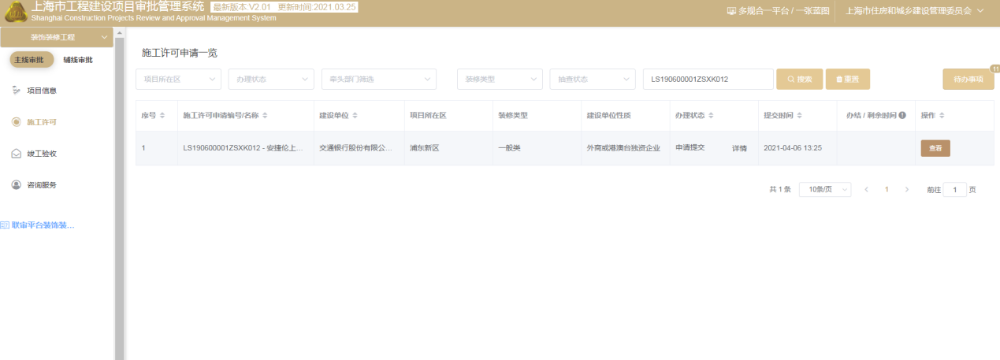 上海市工程建设项目审批管理系统 最新版本:V2.01 更新时间:2021.03.25
Shanghai Construction Projects Review and Approval Management System
多规合一平台 / 一张蓝图 上海市住房和城乡建设管理委员会
装饰装修工程
主线审批 辅线审批
项目信息
施工许可
竣工验收
咨询服务
联审平台装饰装...
施工许可申请一览
项目所在区 办理状态 牵头部门筛选 装修类型 抽查状态 LS190600001ZSXK012 搜索 重置 待办事项 11
序号 施工许可申请编号/名称 建设单位 项目所在区 装修类型 建设单位性质 办理状态 提交时间 办结 / 剩余时间 操作
1 LS190600001ZSXK012 - 安捷伦上... 交通银行股份有限公... 浦东新区 一般类 外商或港澳台独资企业 申请提交 详情 2021-04-06 13:25 查看
共 1 条 10条/页 1 前往 1 页